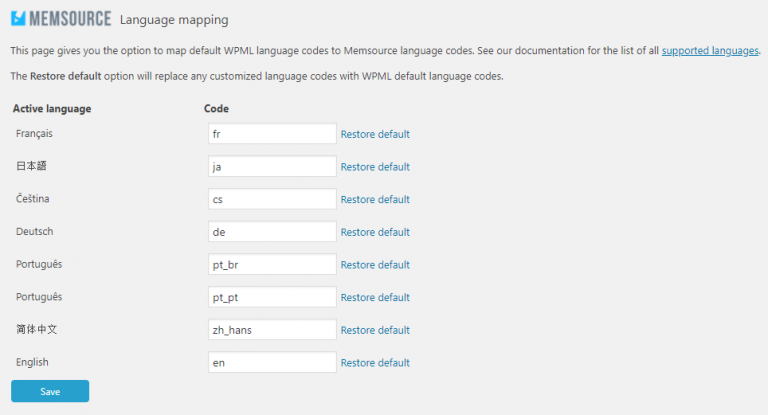 MEMSOURCE Language mapping
This page gives you the option to map default WPML language codes to Memsource language codes. See our documentation for the list of all supported languages.
The Restore default option will replace any customized language codes with WPML default language codes.
Active language Code
Français fr Restore default
日本語 ja Restore default
Čeština cs Restore default
Deutsch de Restore default
Português pt_br Restore default
Português pt_pt Restore default
简体中文 zh_hans Restore default
English en Restore default
Save